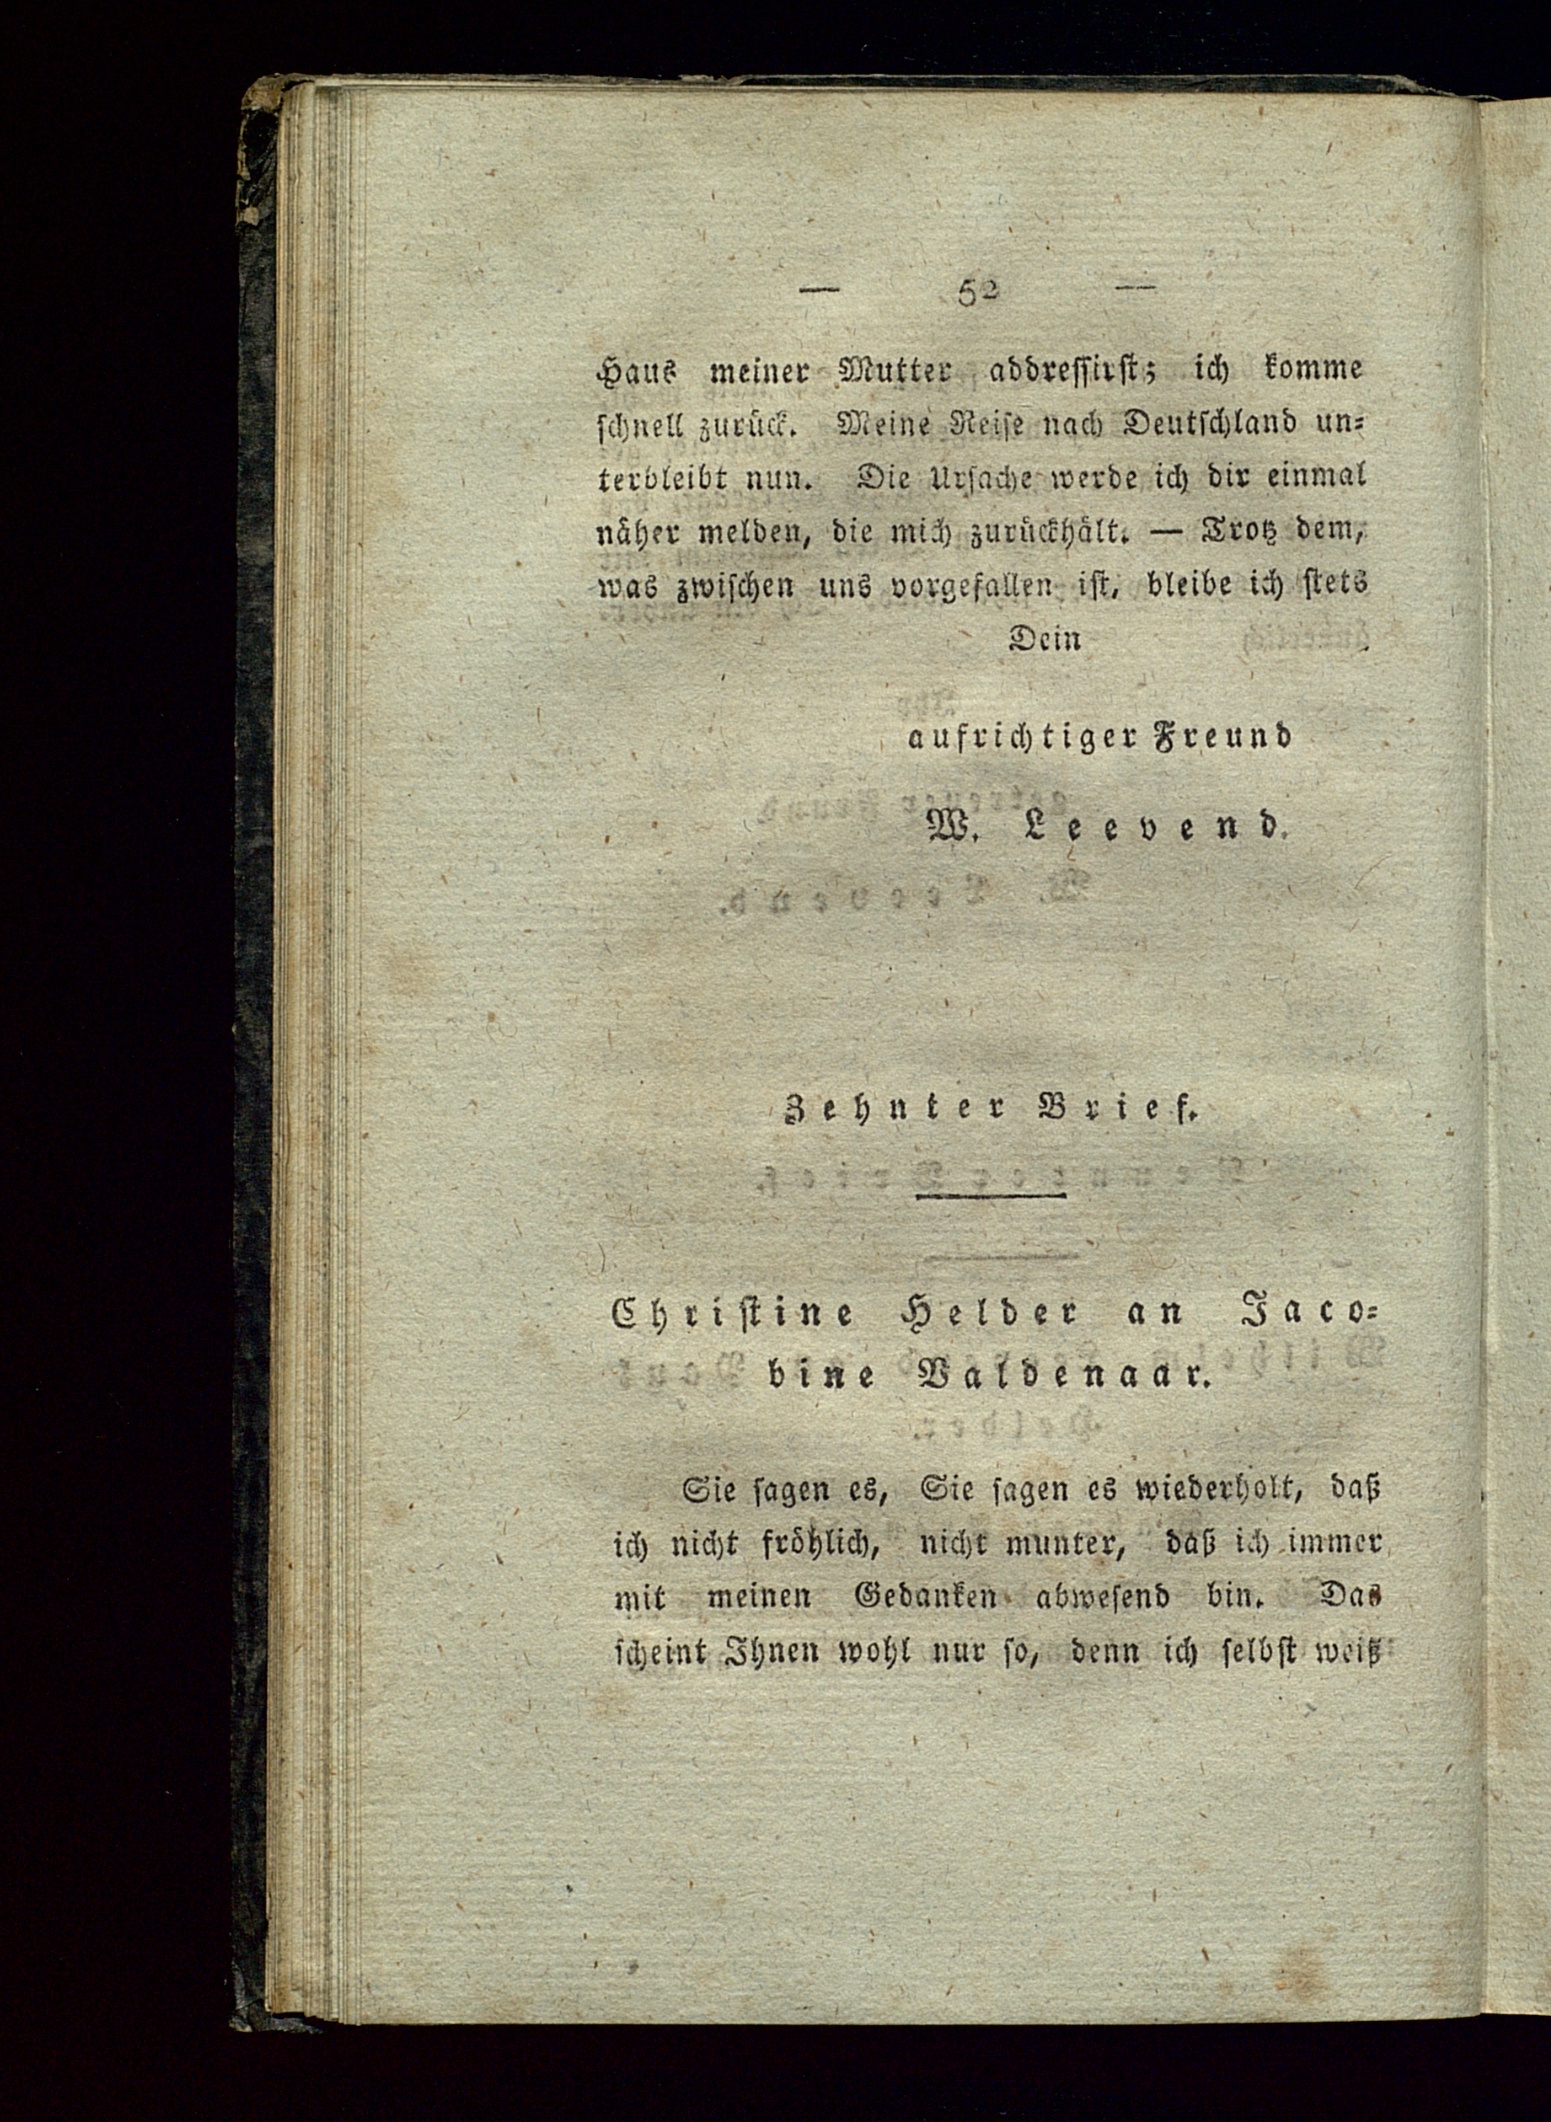 — 52 —
Haus meiner Mutter addressirst; ich komme
schnell zurück. Meine Reise nach Deutschland un=
terbleibt nun. Die Ursache werde ich dir einmal
näher melden, die mich zurückhält. — Trotz dem,
was zwischen uns vorgefallen ist, bleibe ich stets
Dein
aufrichtiger Freund
W. Leevend.
Zehnter Brief.
Christine Helder an Jaco=
bine Valdenaar.
Sie sagen es, Sie sagen es wiederholt, daß
ich nicht fröhlich, nicht munter, daß ich immer
mit meinen Gedanken abwesend bin. Das
scheint Ihnen wohl nur so, denn ich selbst weiß